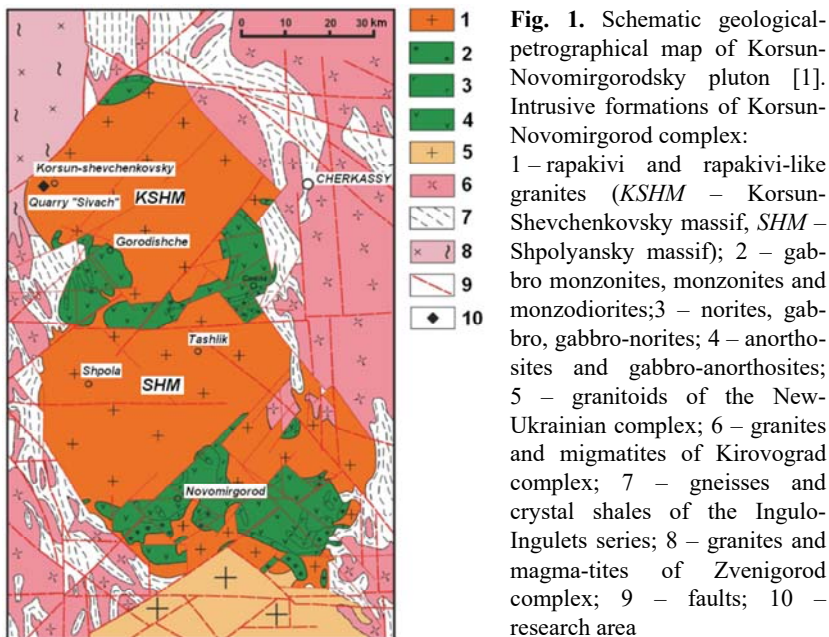 0 10 20 30 km
Korsun-shevchenkovsky
Quarry "Sivach"
KSHM
CHERKASSY
Gorodishche
Tashlik
Shpola
SHM
Novomirgorod
1
2
3
4
5
6
7
8
9
10
Fig. 1. Schematic geological-
petrographical map of Korsun-
Novomirgorodsky pluton [1].
Intrusive formations of Korsun-
Novomirgorod complex:
1 – rapakivi and rapakivi-like
granites (KSHM – Korsun-
Shevchenkovsky massif, SHM –
Shpolyansky massif); 2 – gab-
bro monzonites, monzonites and
monzodiorites;3 – norites, gab-
bro, gabbro-norites; 4 – anortho-
sites and gabbro-anorthosites;
5 – granitoids of the New-
Ukrainian complex; 6 – granites
and migmatites of Kirovograd
complex; 7 – gneisses and
crystal shales of the Ingulo-
Ingulets series; 8 – granites and
magma-tites of Zvenigorod
complex; 9 – faults; 10 –
research area